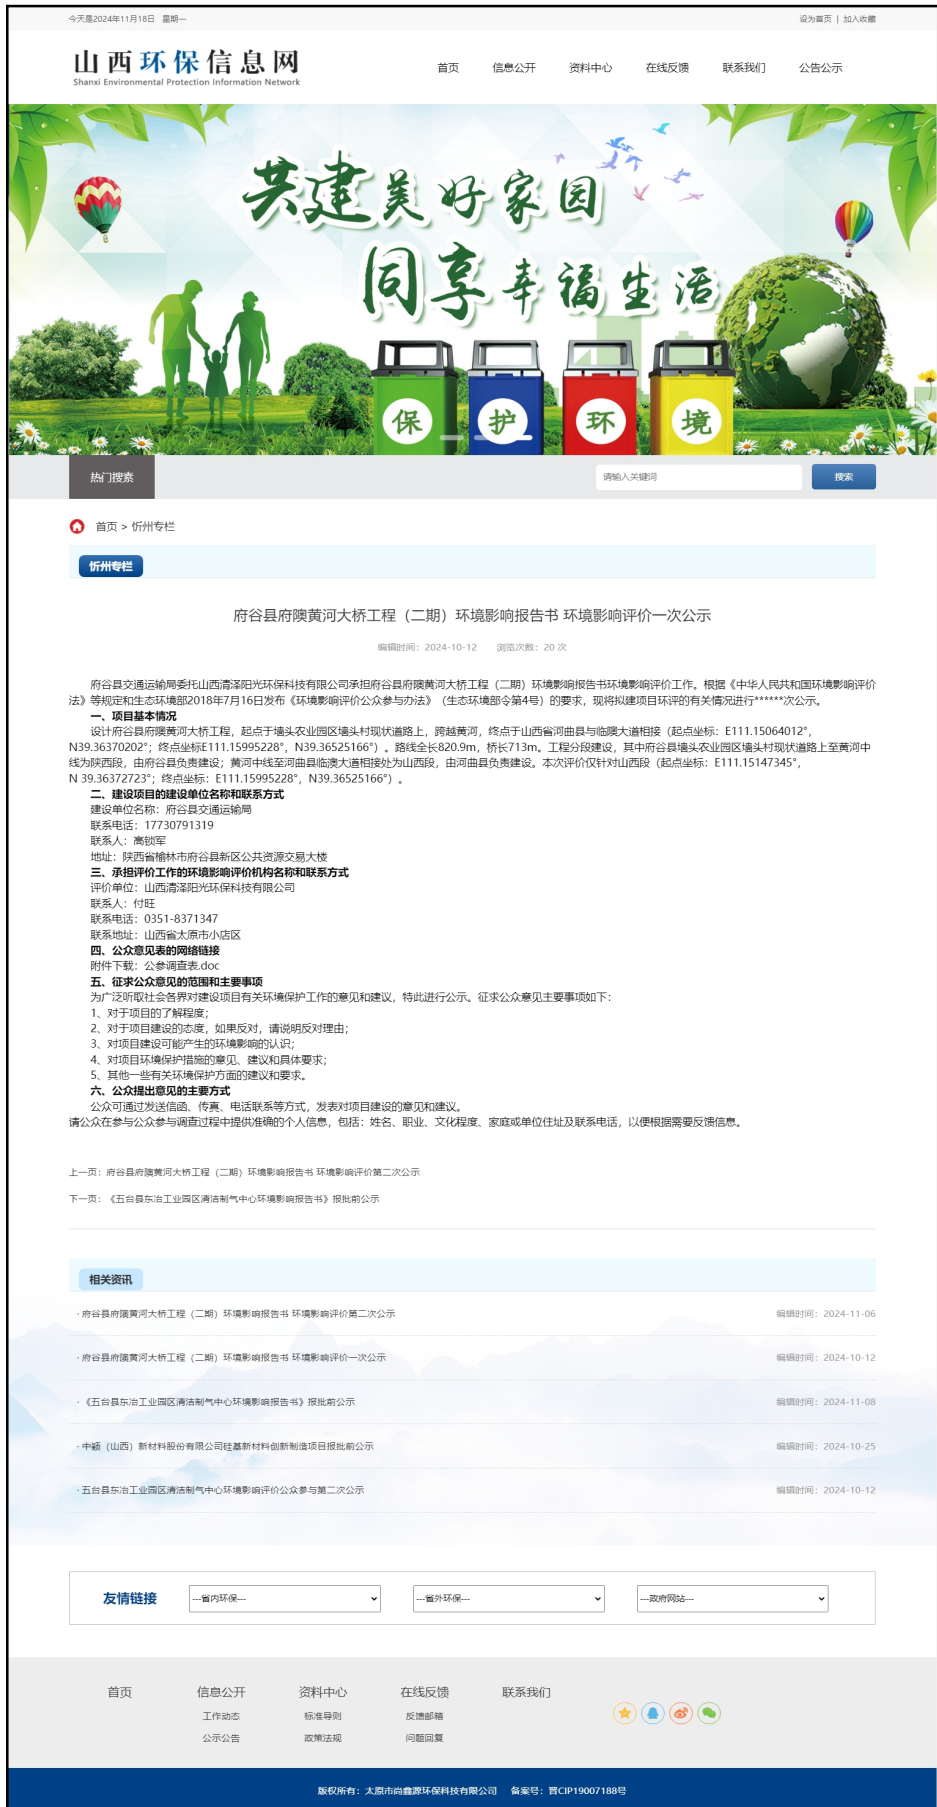 今天是2024年11月18日 星期一
设为首页 | 加入收藏
山西环保信息网
Shanxi Environmental Protection Information Network
首页 信息公开 资料中心 在线反馈 联系我们 公告公示
共建美好家园
同享幸福生活
保 护 环 境
热门搜素
请输入关键词
搜索
首页 > 忻州专栏
忻州专栏
府谷县府隩黄河大桥工程（二期）环境影响报告书 环境影响评价一次公示
编辑时间：2024-10-12 浏览次数：20 次
府谷县交通运输局委托山西清泽阳光环保科技有限公司承担府谷县府隩黄河大桥工程（二期）环境影响报告书环境影响评价工作。根据《中华人民共和国环境影响评价
法》等规定和生态环境部2018年7月16日发布《环境影响评价公众参与办法》（生态环境部令第4号）的要求，现将拟建项目环评的有关情况进行******次公示。
一、项目基本情况
设计府谷县府隩黄河大桥工程，起点于墙头农业园区墙头村现状道路上，跨越黄河，终点于山西省河曲县与临隩大道相接（起点坐标：E111.15064012°，
N39.36370202°；终点坐标E111.15995228°，N39.36525166°）。路线全长820.9m，桥长713m。工程分段建设，其中府谷县墙头农业园区墙头村现状道路上至黄河中
线为陕西段，由府谷县负责建设；黄河中线至河曲县临澳大道相接处为山西段，由河曲县负责建设。本次评价仅针对山西段（起点坐标：E111.15147345°，
N 39.36372723°；终点坐标：E111.15995228°，N39.36525166°）。
二、建设项目的建设单位名称和联系方式
建设单位名称：府谷县交通运输局
联系电话：17730791319
联系人：高锁军
地址：陕西省榆林市府谷县新区公共资源交易大楼
三、承担评价工作的环境影响评价机构名称和联系方式
评价单位：山西清泽阳光环保科技有限公司
联系人：付旺
联系电话：0351-8371347
联系地址：山西省太原市小店区
四、公众意见表的网络链接
附件下载：公参调查表.doc
五、征求公众意见的范围和主要事项
为广泛听取社会各界对建设项目有关环境保护工作的意见和建议，特此进行公示。征求公众意见主要事项如下：
1、对于项目的了解程度；
2、对于项目建设的态度，如果反对，请说明反对理由；
3、对项目建设可能产生的环境影响的认识；
4、对项目环境保护措施的意见、建议和具体要求；
5、其他一些有关环境保护方面的建议和要求。
六、公众提出意见的主要方式
公众可通过发送信函、传真、电话联系等方式，发表对项目建设的意见和建议。
请公众在参与公众参与调查过程中提供准确的个人信息，包括：姓名、职业、文化程度、家庭或单位住址及联系电话，以便根据需要反馈信息。
上一页：府谷县府隩黄河大桥工程（二期）环境影响报告书 环境影响评价第二次公示
下一页：《五台县东冶工业园区清洁制气中心环境影响报告书》报批前公示
相关资讯
· 府谷县府隩黄河大桥工程（二期）环境影响报告书 环境影响评价第二次公示 编辑时间：2024-11-06
· 府谷县府隩黄河大桥工程（二期）环境影响报告书 环境影响评价一次公示 编辑时间：2024-10-12
· 《五台县东冶工业园区清洁制气中心环境影响报告书》报批前公示 编辑时间：2024-11-08
· 中颖（山西）新材料股份有限公司硅基新材料创新制造项目报批前公示 编辑时间：2024-10-25
· 五台县东冶工业园区清洁制气中心环境影响评价公众参与第二次公示 编辑时间：2024-10-12
友情链接 ---省内环保--- ---省外环保--- ---政府网站---
首页 信息公开 资料中心 在线反馈 联系我们
工作动态 标准导则 反馈邮箱
公示公告 政策法规 问题回复
版权所有：太原市尚鑫源环保科技有限公司 备案号：晋CIP19007188号